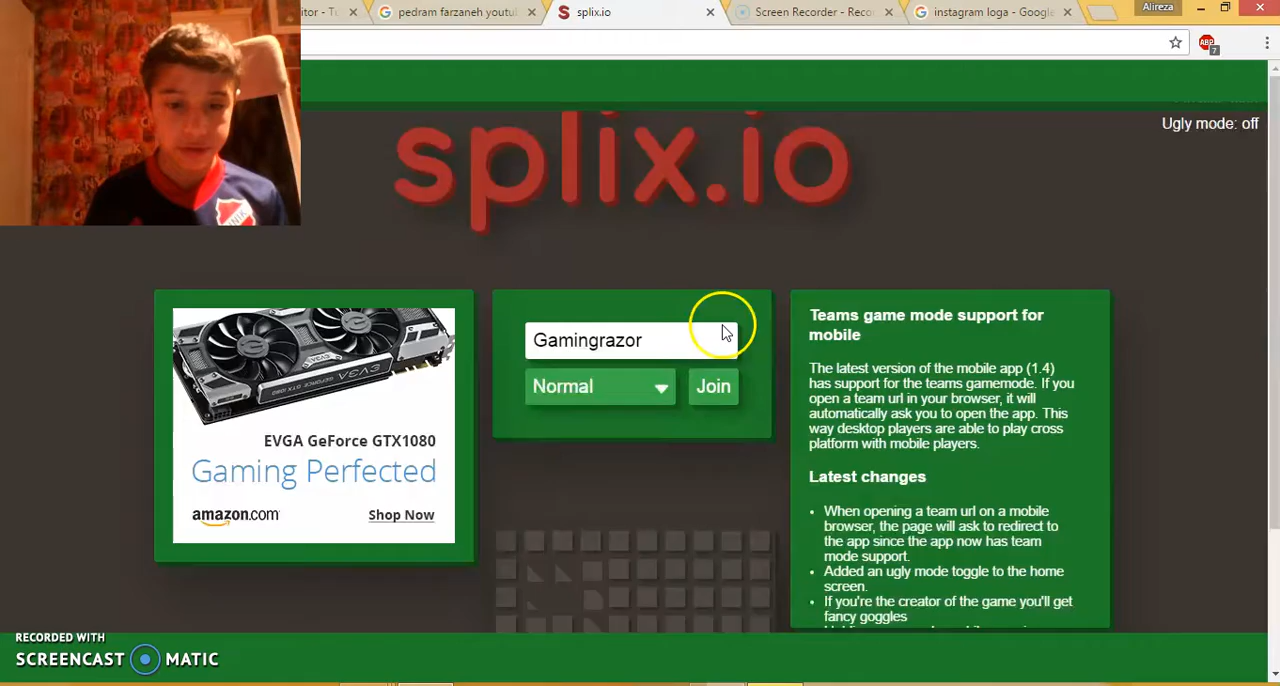 itor - Tu
pedram farzaneh youtu
splix.io
Screen Recorder - Reco
instagram loga - Google
Alireza
ABP
7
Ugly mode: off
splix.io
EVGA GeForce GTX1080
Gaming Perfected
amazon.com
Shop Now
Gamingrazor
Normal
Join
Teams game mode support for
mobile
The latest version of the mobile app (1.4)
has support for the teams gamemode. If you
open a team url in your browser, it will
automatically ask you to open the app. This
way desktop players are able to play cross
platform with mobile players.
Latest changes
When opening a team url on a mobile
browser, the page will ask to redirect to
the app since the app now has team
mode support.
Added an ugly mode toggle to the home
screen.
If you're the creator of the game you'll get
fancy goggles
RECORDED WITH
SCREENCAST MATIC